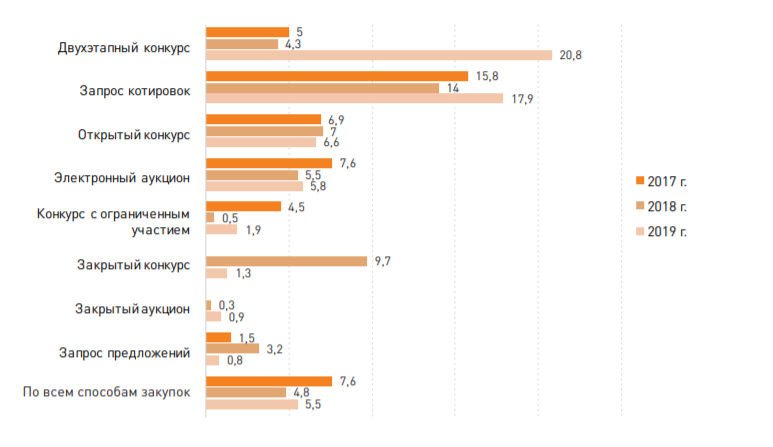 Двухэтапный конкурс
5
4,3
20,8
Запрос котировок
15,8
14
17,9
Открытый конкурс
6,9
7
6,6
Электронный аукцион
7,6
5,5
5,8
Конкурс с ограниченным
участием
4,5
0,5
1,9
Закрытый конкурс
9,7
1,3
Закрытый аукцион
0,3
0,9
Запрос предложений
1,5
3,2
0,8
По всем способам закупок
7,6
4,8
5,5
2017 г.
2018 г.
2019 г.